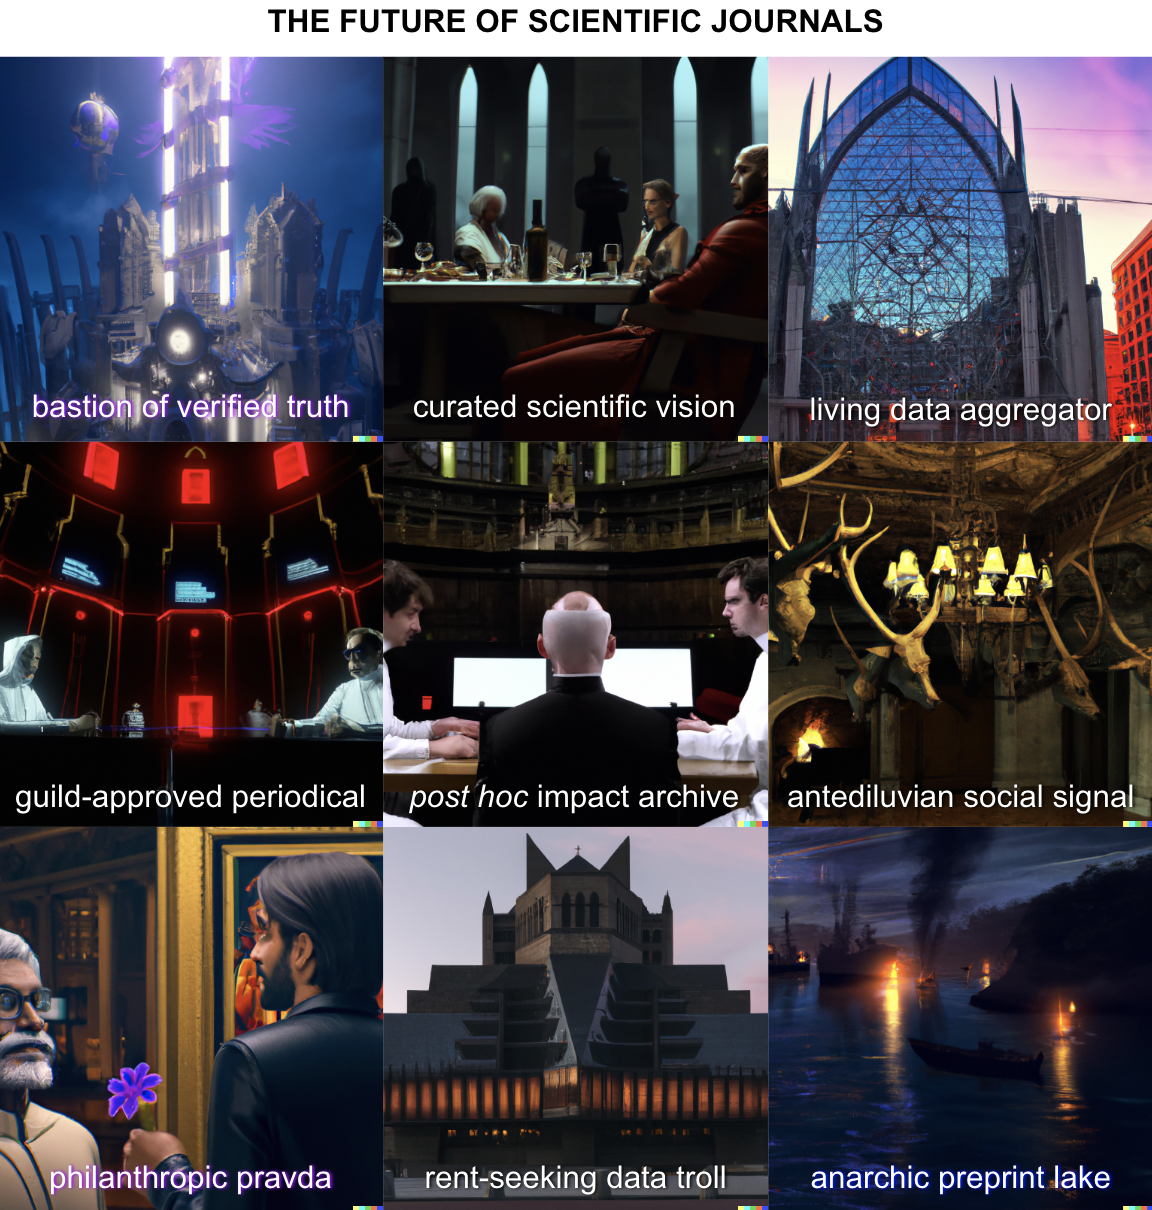 THE FUTURE OF SCIENTIFIC JOURNALS
bastion of verified truth
curated scientific vision
living data aggregator
guild-approved periodical
post hoc impact archive
antediluvian social signal
philanthropic pravda
rent-seeking data troll
anarchic preprint lake